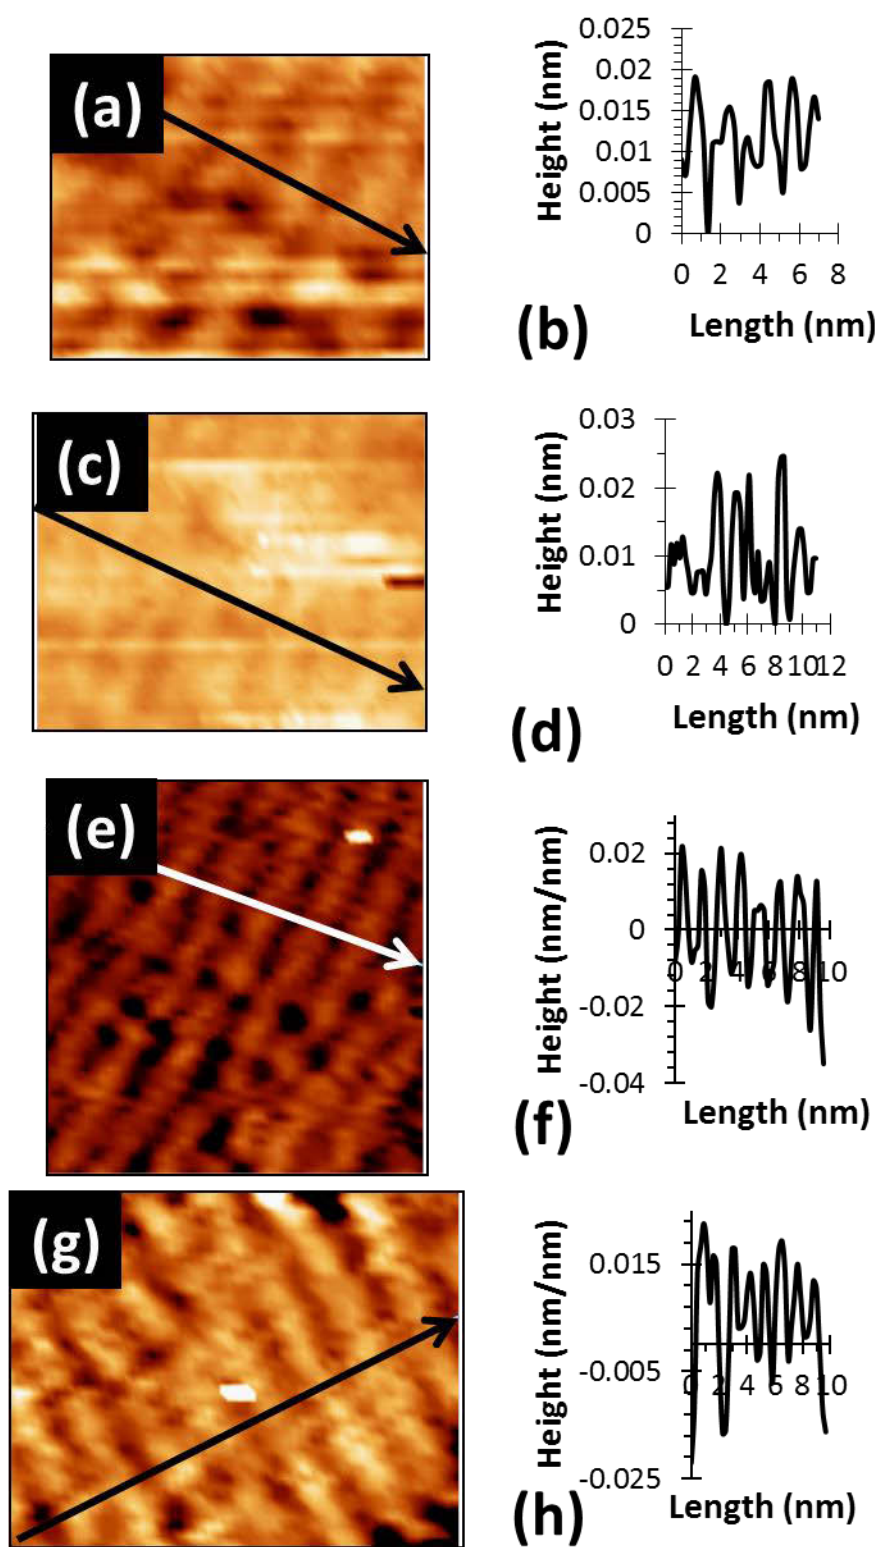 (a)
Height (nm)
0.025
0.02
0.015
0.01
0.005
0
0 2 4 6 8
Length (nm)
(b)
(c)
Height (nm)
0.03
0.02
0.01
0
0 2 4 6 8 10 12
Length (nm)
(d)
(e)
Height (nm/nm)
0.02
0
-0.02
-0.04
0 2 4 6 8 10
Length (nm)
(f)
(g)
Height (nm/nm)
0.015
-0.005
-0.025
0 2 4 6 8 10
Length (nm)
(h)